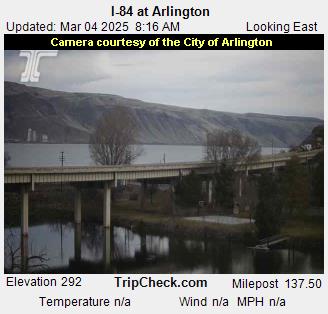 I-84 at Arlington
Updated: Mar 04 2025 8:16 AM Looking East
Camera courtesy of the City of Arlington
Elevation 292 TripCheck.com Milepost 137.50
Temperature n/a Wind n/a MPH n/a